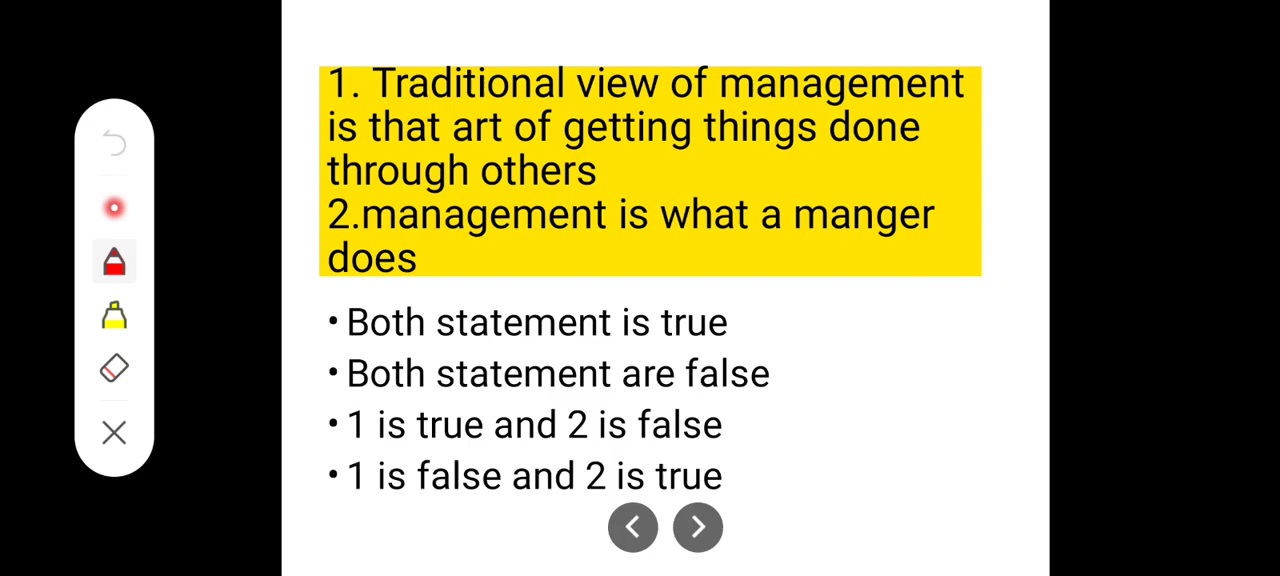 1. Traditional view of management
is that art of getting things done
through others
2.management is what a manger
does
• Both statement is true
• Both statement are false
• 1 is true and 2 is false
• 1 is false and 2 is true